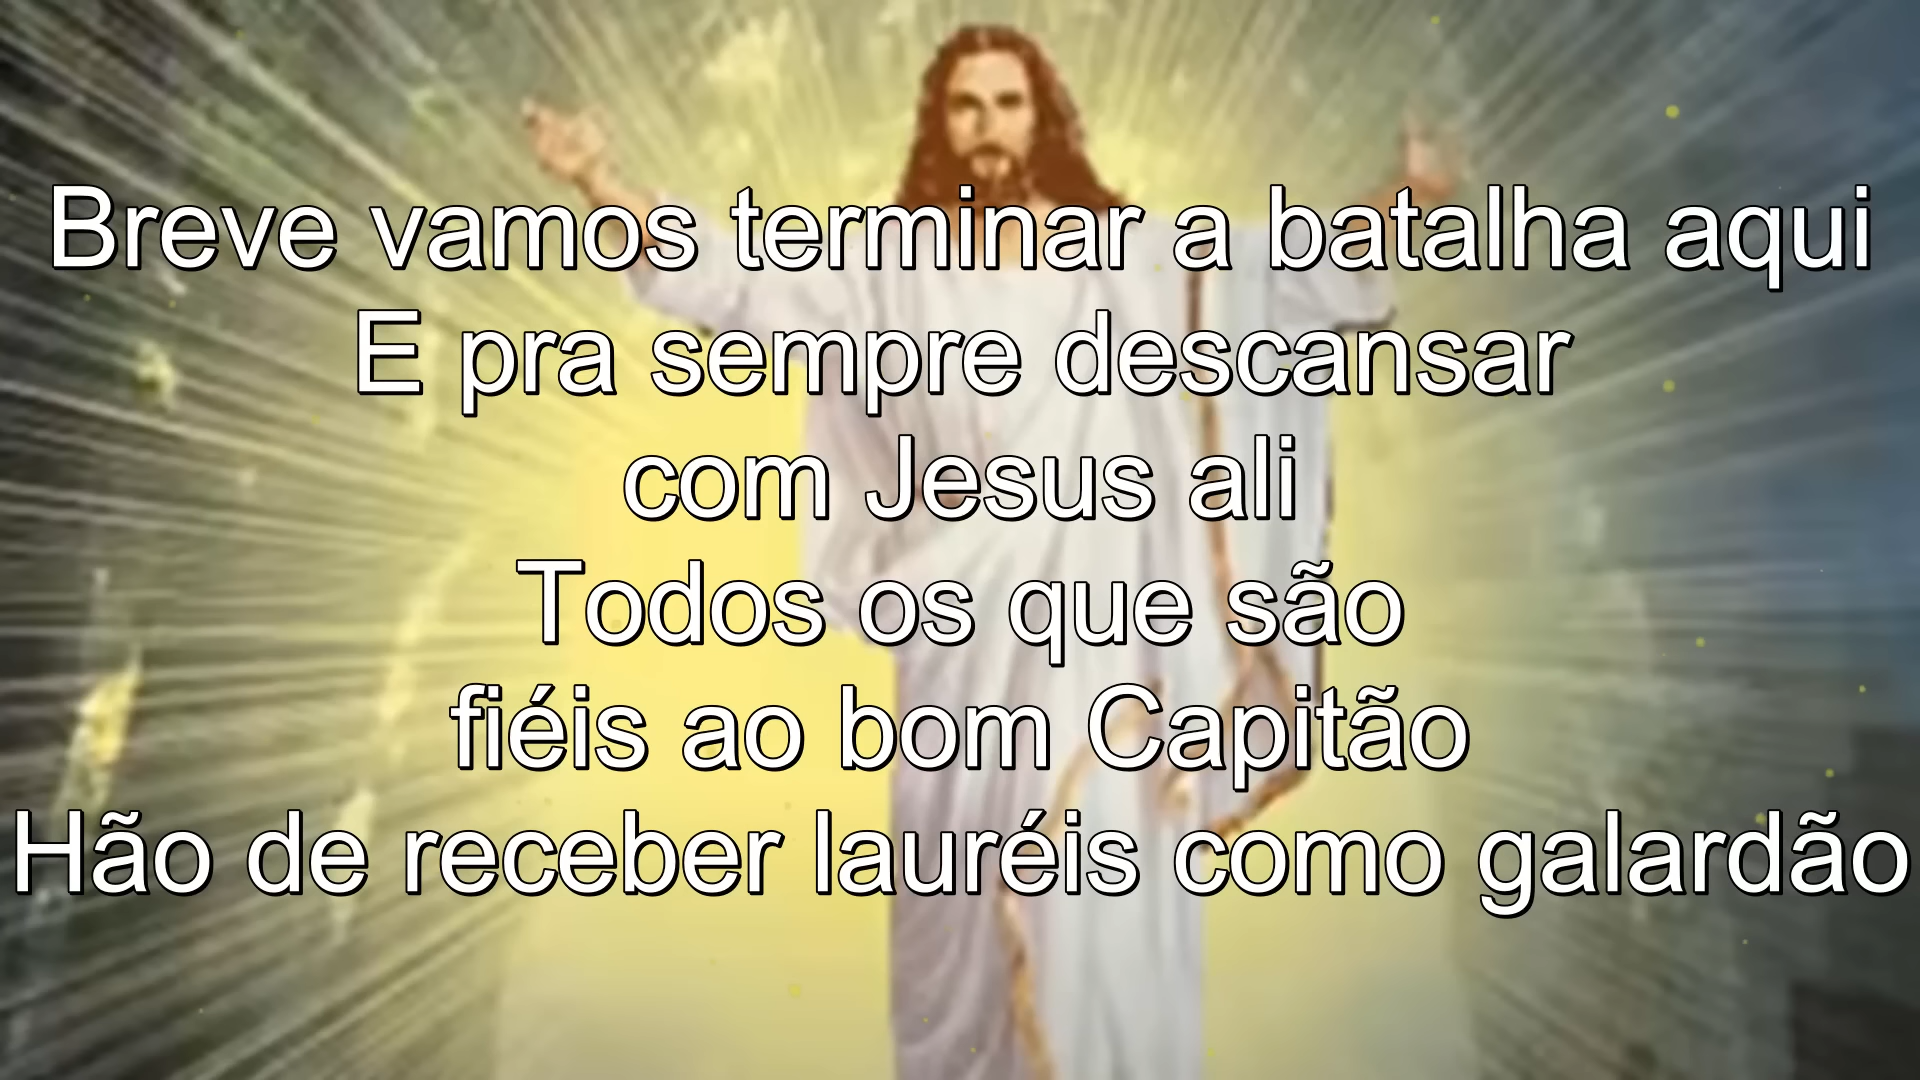 Breve vamos terminar a batalha aqui
E pra sempre descansar
com Jesus ali
Todos os que são
fiéis ao bom Capitão
Hão de receber lauréis como galardão